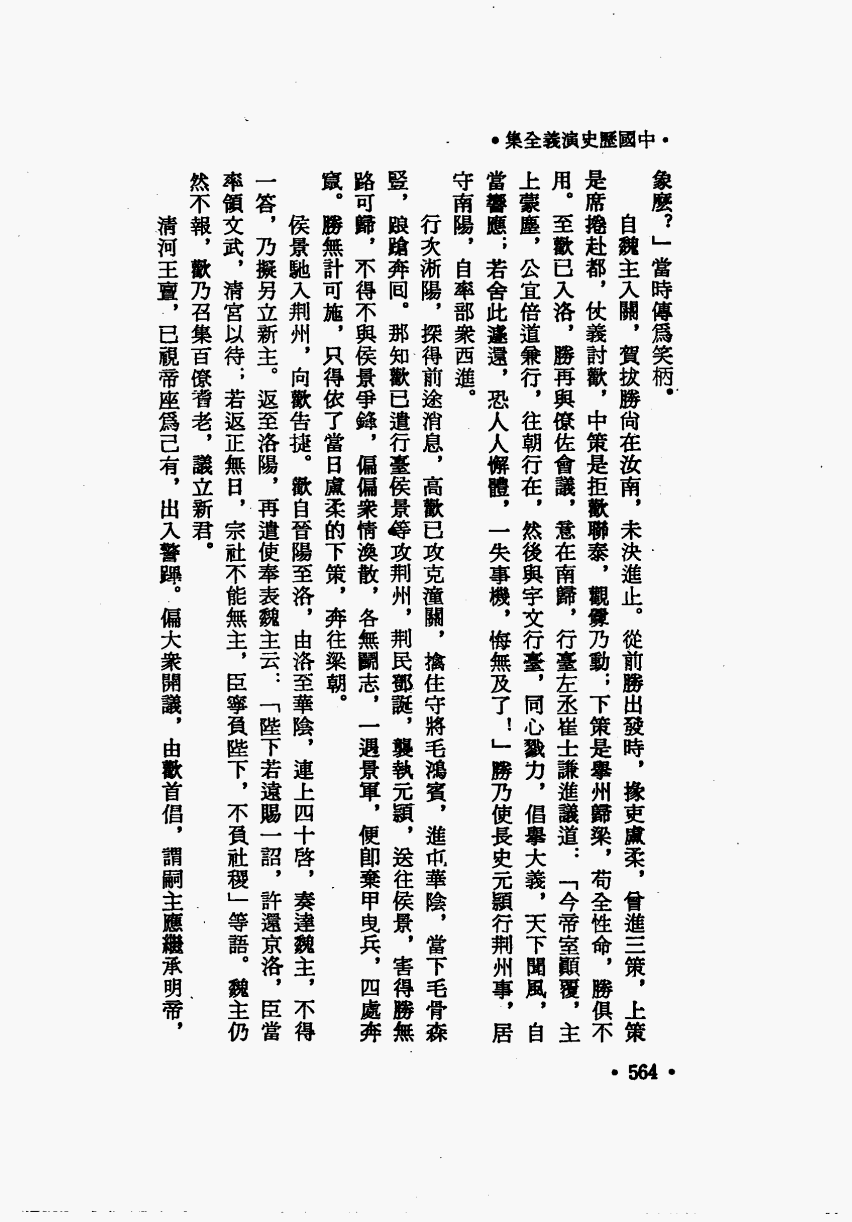 •中國歷史演義全集•
象麽？」當時傳爲笑柄。
自魏主入關，賀拔勝尙在汝南，未決進止。從前勝出發時，掾吏盧柔，曾進三策，上策
是席捲赴都，仗義討歡，中策是拒歡聯泰，觀釁乃動；下策是擧州歸梁，苟全性命，勝俱不
用。至歡已入洛，勝再與僚佐會議，意在南歸，行臺左丞崔士謙進議道：「今帝室顚覆，主
上蒙塵，公宜倍道兼行，往朝行在，然後與宇文行臺，同心戮力，倡擧大義，天下聞風，自
當響應；若舍此遽還，恐人人懈體，一失事機，悔無及了！」勝乃使長史元穎行荆州事，居
守南陽，自率部衆西進。
行次淅陽，探得前途消息，高歡已攻克潼關，擒住守將毛鴻賓，進屯華陰，當下毛骨森
竪，踉蹌奔囘。那知歡已遣行臺侯景等攻荆州，荆民鄧誕，襲執元穎，送往侯景，害得勝無
路可歸，不得不與侯景爭鋒，偏偏衆情渙散，各無鬭志，一遇景軍，便卽棄甲曳兵，四處奔
竄。勝無計可施，只得依了當日盧柔的下策，奔往梁朝。
侯景馳入荆州，向歡告捷。歡自晉陽至洛，由洛至華陰，連上四十啓，奏達魏主，不得
一答，乃擬另立新主。返至洛陽，再遣使奉表魏主云：「陛下若遠賜一詔，許還京洛，臣當
率領文武，淸宮以待；若返正無日，宗社不能無主，臣寧負陛下，不負社稷」等語。魏主仍
然不報，歡乃召集百僚耆老，議立新君。
淸河王亶，已視帝座爲己有，出入警蹕。偏大衆開議，由歡首倡，謂嗣主應繼承明帝，
•564•